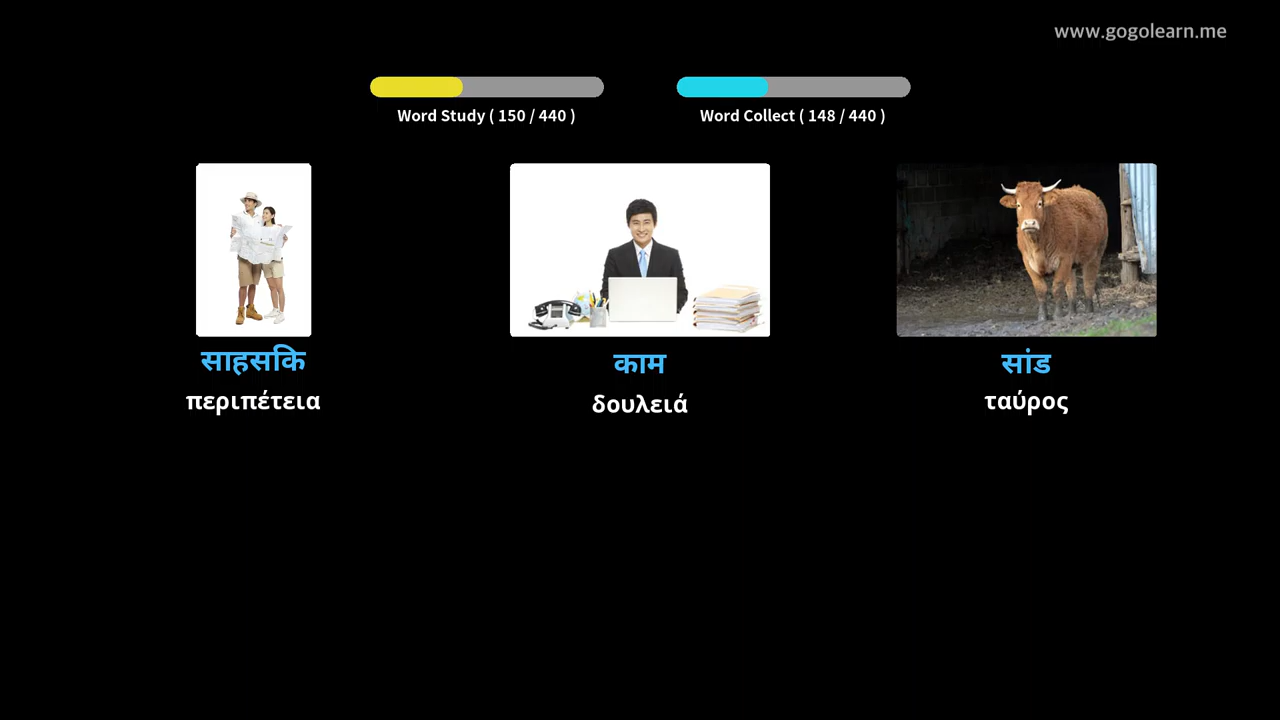 www.gogolearn.me
Word Study ( 150 / 440 )
Word Collect ( 148 / 440 )
साहसकि
περιπέτεια
काम
δουλειά
सांड
ταύρος